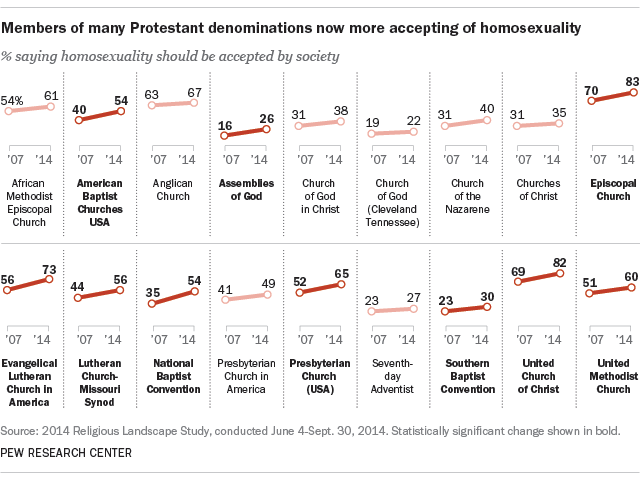 Members of many Protestant denominations now more accepting of homosexuality
% saying homosexuality should be accepted by society
54% 61
40 54
63 67
16 26
31 38
19 22
31 40
31 35
70 83
’07 ’14 ’07 ’14 ’07 ’14 ’07 ’14 ’07 ’14 ’07 ’14 ’07 ’14 ’07 ’14 ’07 ’14
African
Methodist
Episcopal
Church
American
Baptist
Churches
USA
Anglican
Church
Assemblies
of God
Church
of God
in Christ
Church
of God
(Cleveland
Tennessee)
Church
of the
Nazarene
Churches
of Christ
Episcopal
Church
56 73
44 56
35 54
41 49
52 65
23 27
23 30
69 82
51 60
’07 ’14 ’07 ’14 ’07 ’14 ’07 ’14 ’07 ’14 ’07 ’14 ’07 ’14 ’07 ’14 ’07 ’14
Evangelical
Lutheran
Church in
America
Lutheran
Church-
Missouri
Synod
National
Baptist
Convention
Presbyterian
Church in
America
Presbyterian
Church
(USA)
Seventh-
day
Adventist
Southern
Baptist
Convention
United
Church
of Christ
United
Methodist
Church
Source: 2014 Religious Landscape Study, conducted June 4-Sept. 30, 2014. Statistically significant change shown in bold.
PEW RESEARCH CENTER